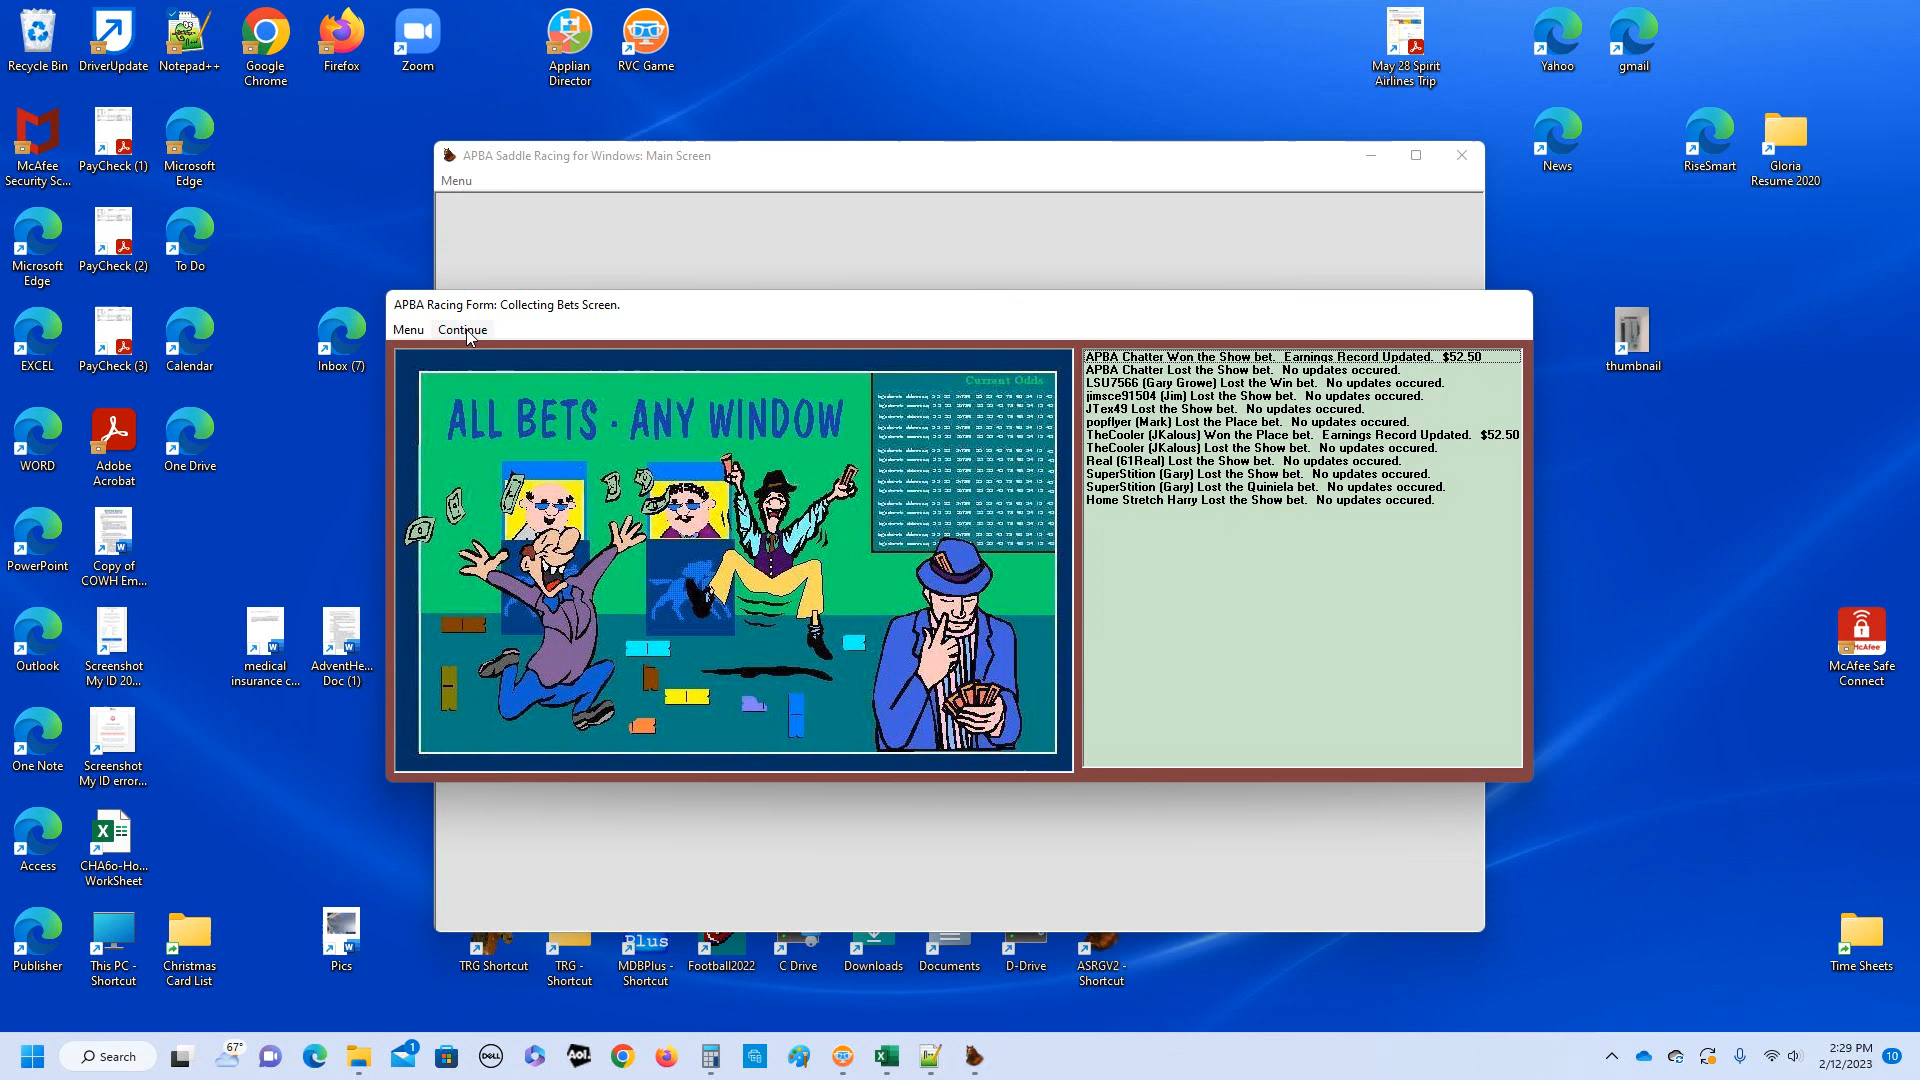 Recycle Bin
DriverUpdate
Notepad++
Google
Chrome
Firefox
Zoom
Applian
Director
RVC Game
May 28 Spirit
Airlines Trip
Yahoo
gmail
McAfee
Security Sc...
PayCheck (1)
Microsoft
Edge
News
RiseSmart
Gloria
Resume 2020
APBA Saddle Racing for Windows: Main Screen
Menu
Microsoft
Edge
PayCheck (2)
To Do
EXCEL
PayCheck (3)
Calendar
Inbox (7)
thumbnail
APBA Racing Form: Collecting Bets Screen.
Menu
Continue
Current Odds
ALL BETS - ANY WINDOW
APBA Chatter Won the Show bet. Earnings Record Updated. $52.50
APBA Chatter Lost the Show bet. No updates occured.
LSU7566 (Gary Growe) Lost the Win bet. No updates occured.
jimsce91504 (Jim) Lost the Show bet. No updates occured.
JTex49 Lost the Show bet. No updates occured.
popflyer (Mark) Lost the Place bet. No updates occured.
TheCooler (JKalous) Won the Place bet. Earnings Record Updated. $52.50
TheCooler (JKalous) Lost the Show bet. No updates occured.
Real (61Real) Lost the Show bet. No updates occured.
SuperStition (Gary) Lost the Show bet. No updates occured.
SuperStition (Gary) Lost the Quiniela bet. No updates occured.
Home Stretch Harry Lost the Show bet. No updates occured.
WORD
Adobe
Acrobat
One Drive
PowerPoint
Copy of
COWH Em...
Outlook
Screenshot
My ID 20...
medical
insurance c...
AdventHe...
Doc (1)
McAfee
McAfee Safe
Connect
One Note
Screenshot
My ID error...
Access
CHA6o-Ho...
WorkSheet
Publisher
This PC -
Shortcut
Christmas
Card List
Pics
TRG Shortcut
TRG -
Shortcut
Plus
MDBPlus -
Shortcut
Football2022
C Drive
Downloads
Documents
D-Drive
ASRGV2 -
Shortcut
Time Sheets
Search
67°
1
DELL
Aol.
2:29 PM
2/12/2023
10